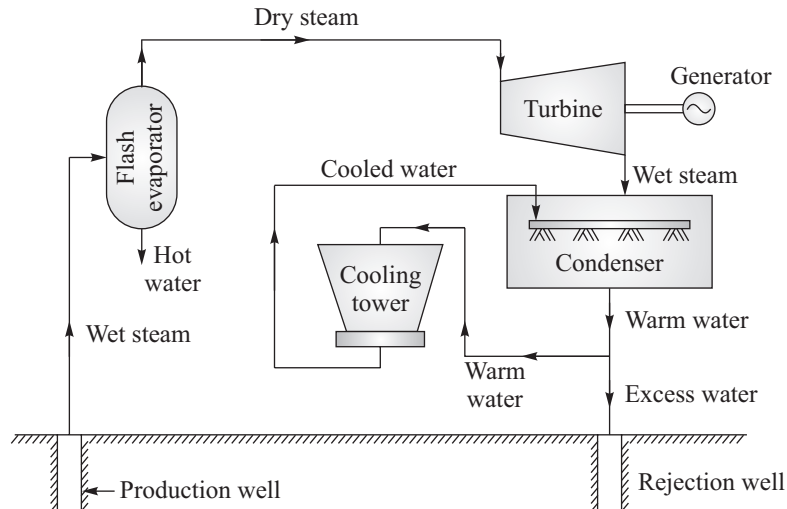 Dry steam
Generator
Turbine
Flash
evaporator
Cooled water
Wet steam
Hot
water
Cooling
tower
Condenser
Wet steam
Warm water
Warm
water
Excess water
Production well
Rejection well